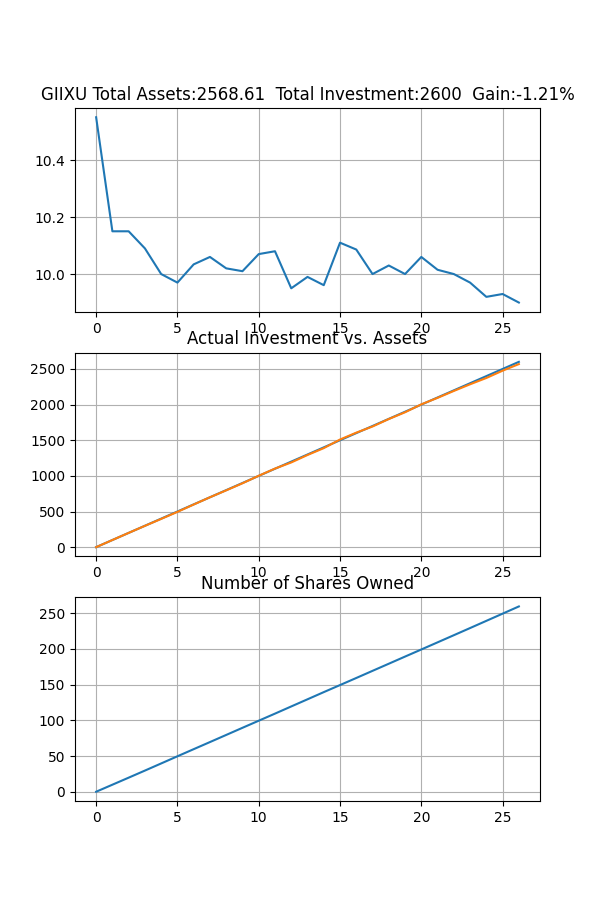 GIIXU Total Assets:2568.61 Total Investment:2600 Gain:-1.21%
10.4
10.2
10.0
0 5 10 15 20 25
Actual Investment vs. Assets
2500
2000
1500
1000
500
0
0 5 10 15 20 25
Number of Shares Owned
250
200
150
100
50
0
0 5 10 15 20 25